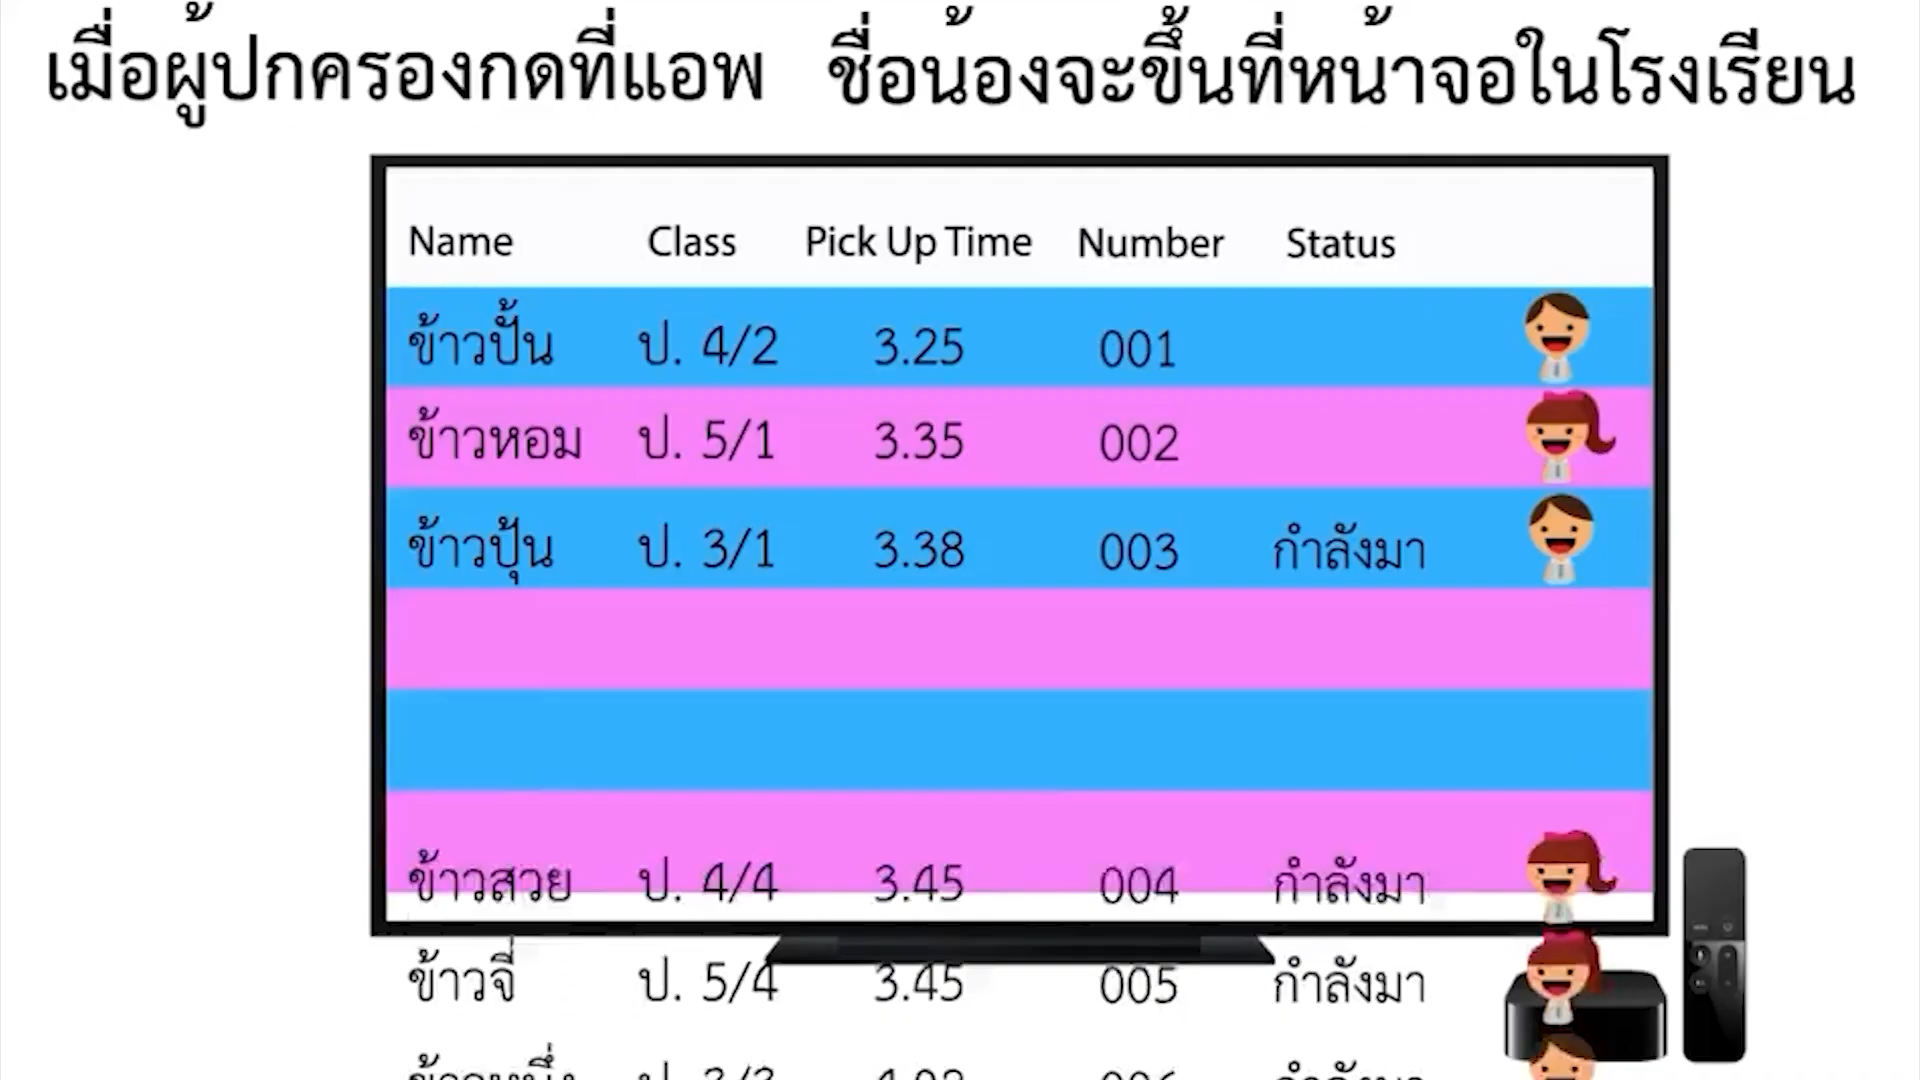 เมื่อผู้ปกครองกดที่แอพ ชื่อน้องจะขึ้นที่หน้าจอในโรงเรียน
Name Class Pick Up Time Number Status
ข้าวปั้น ป. 4/2 3.25 001
ข้าวหอม ป. 5/1 3.35 002
ข้าวปุ้น ป. 3/1 3.38 003 กำลังมา
ข้าวสวย ป. 4/4 3.45 004 กำลังมา
ข้าวจี่ ป. 5/4 3.45 005 กำลังมา